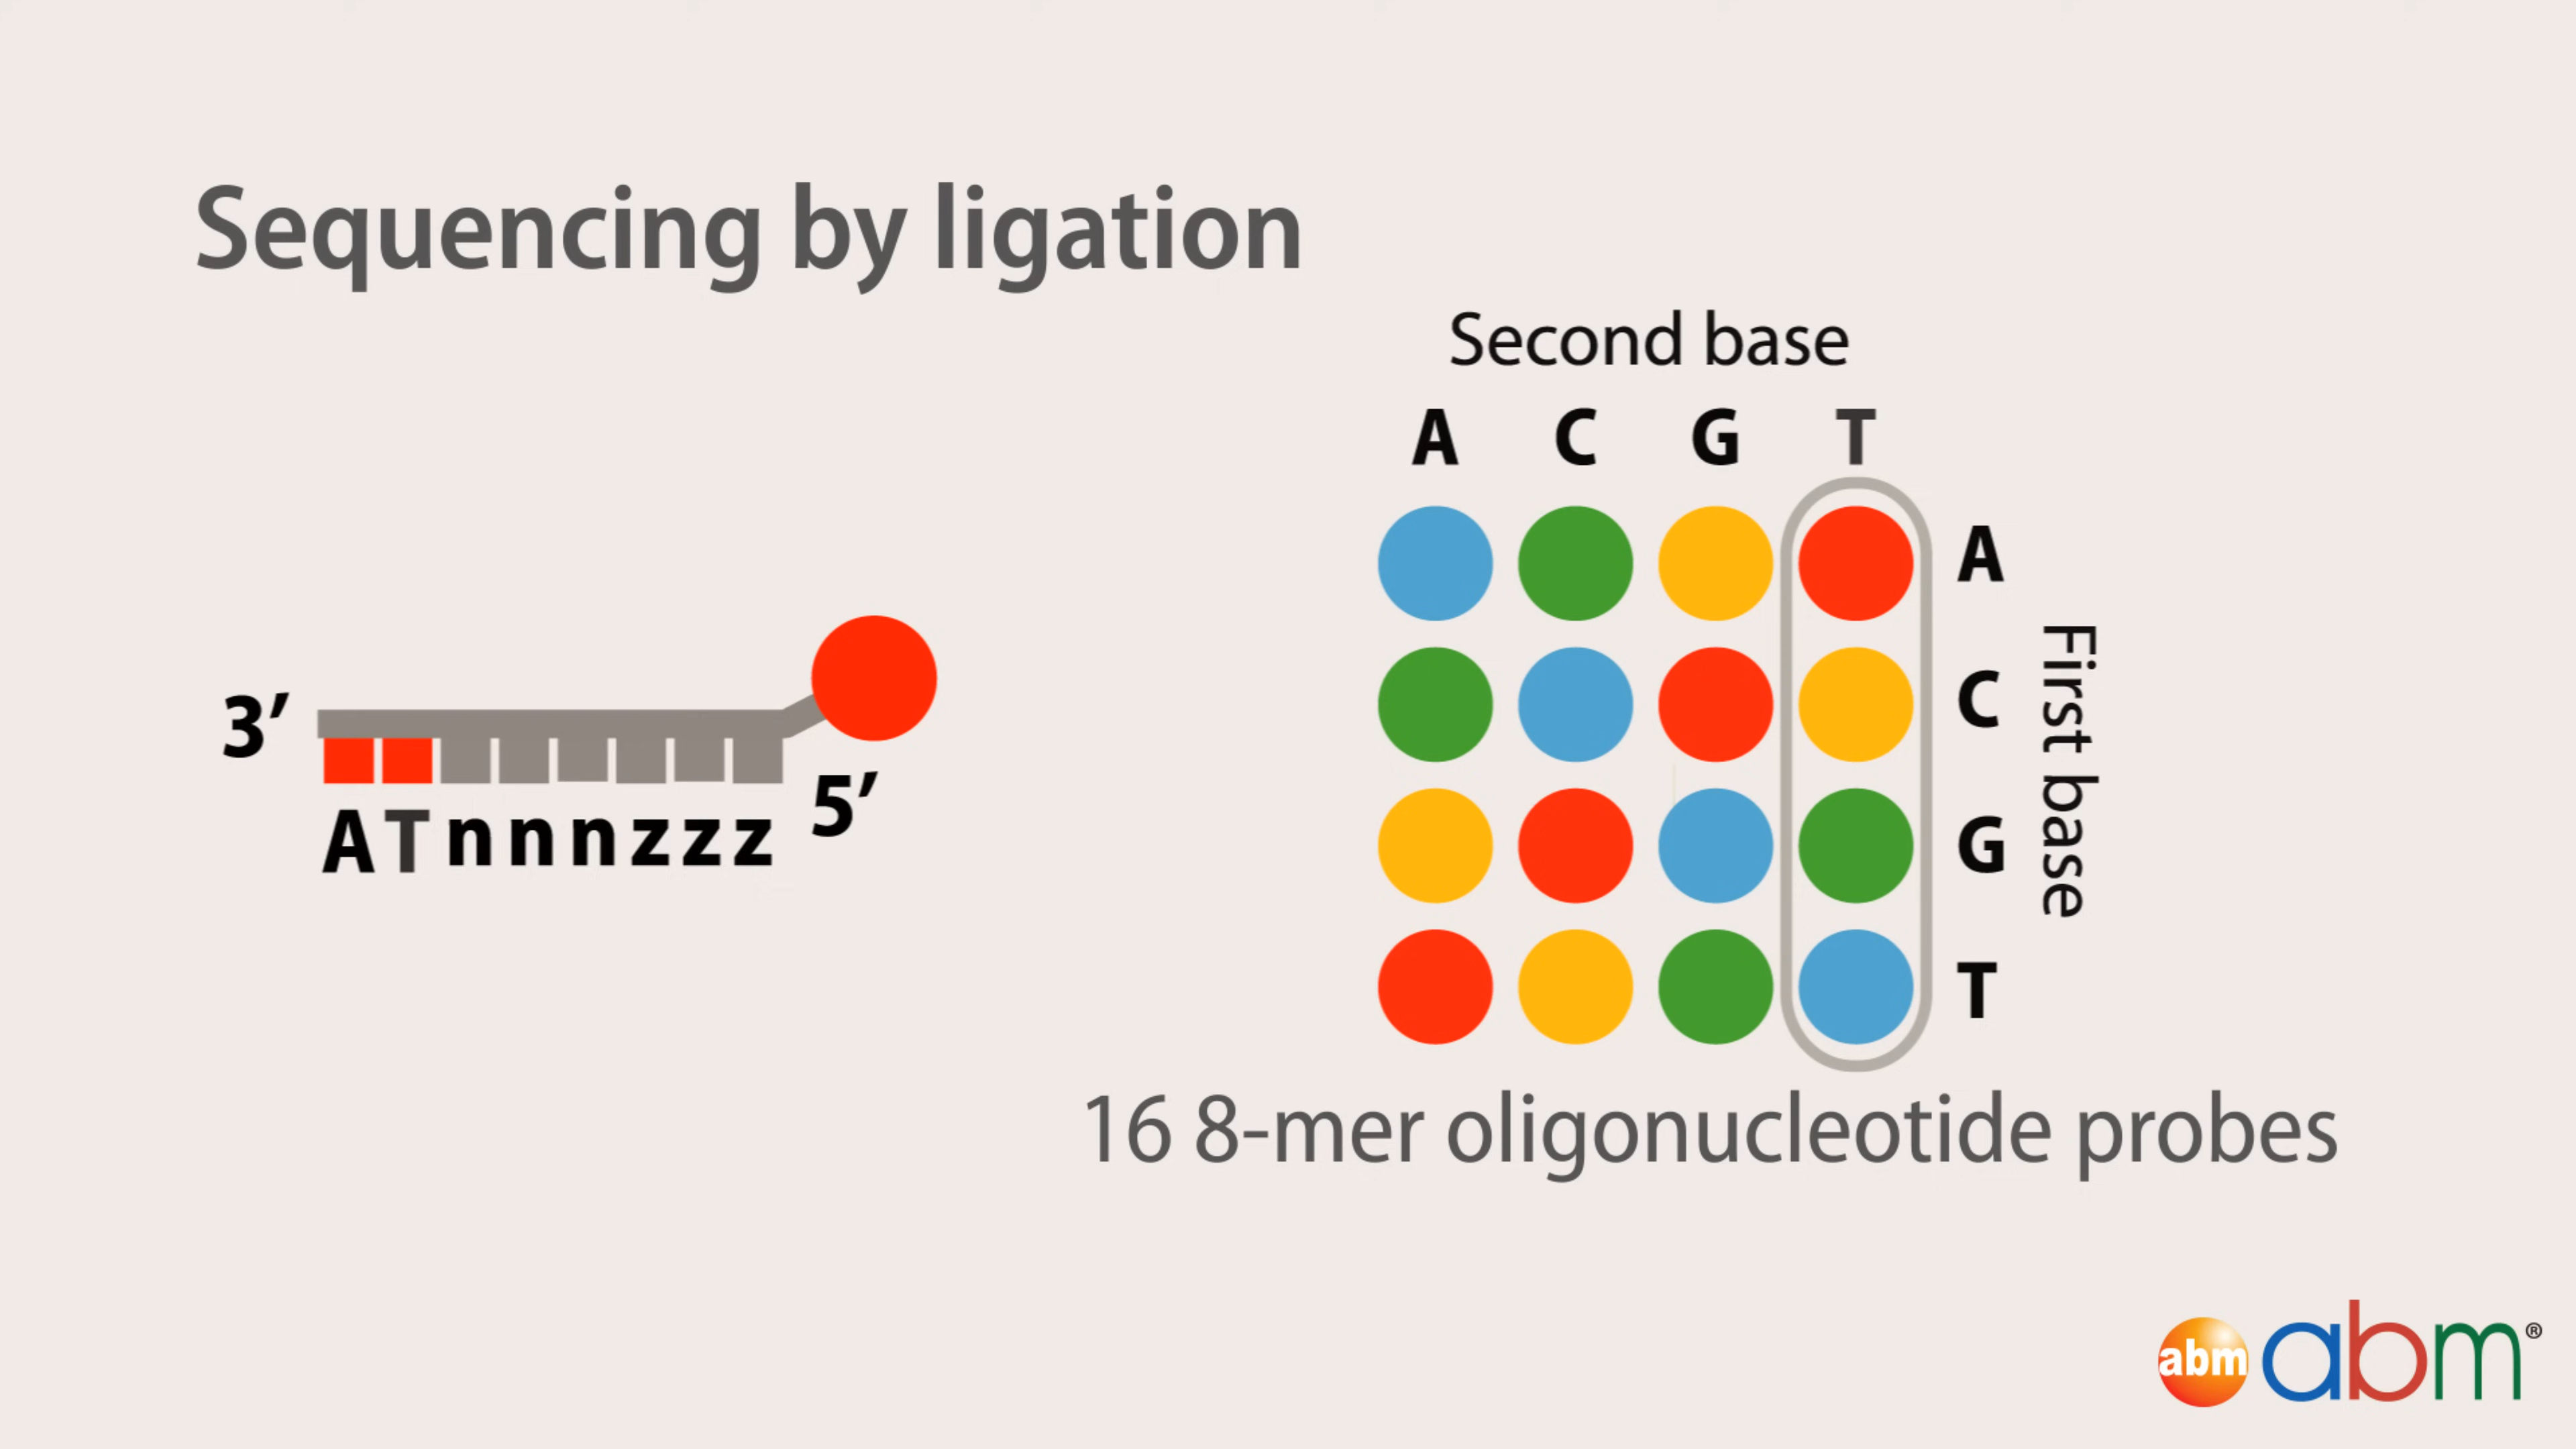 Sequencing by ligation
Second base
A C G T
A
C
G
T
First base
3′
5′
ATnnnzzz
16 8-mer oligonucleotide probes
abm abm®